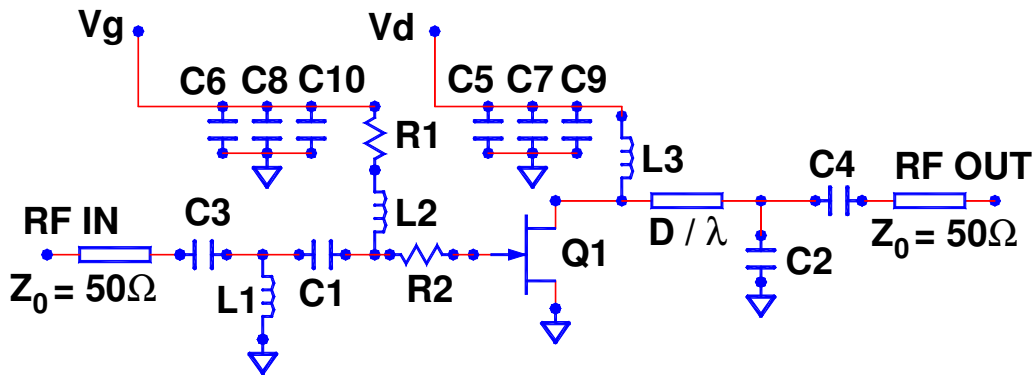 Vg
Vd
C6 C8 C10
C5 C7 C9
R1
L3
C4
RF OUT
RF IN
C3
L2
D / λ
Z₀ = 50Ω
Q1
C2
Z₀ = 50Ω
L1
C1
R2